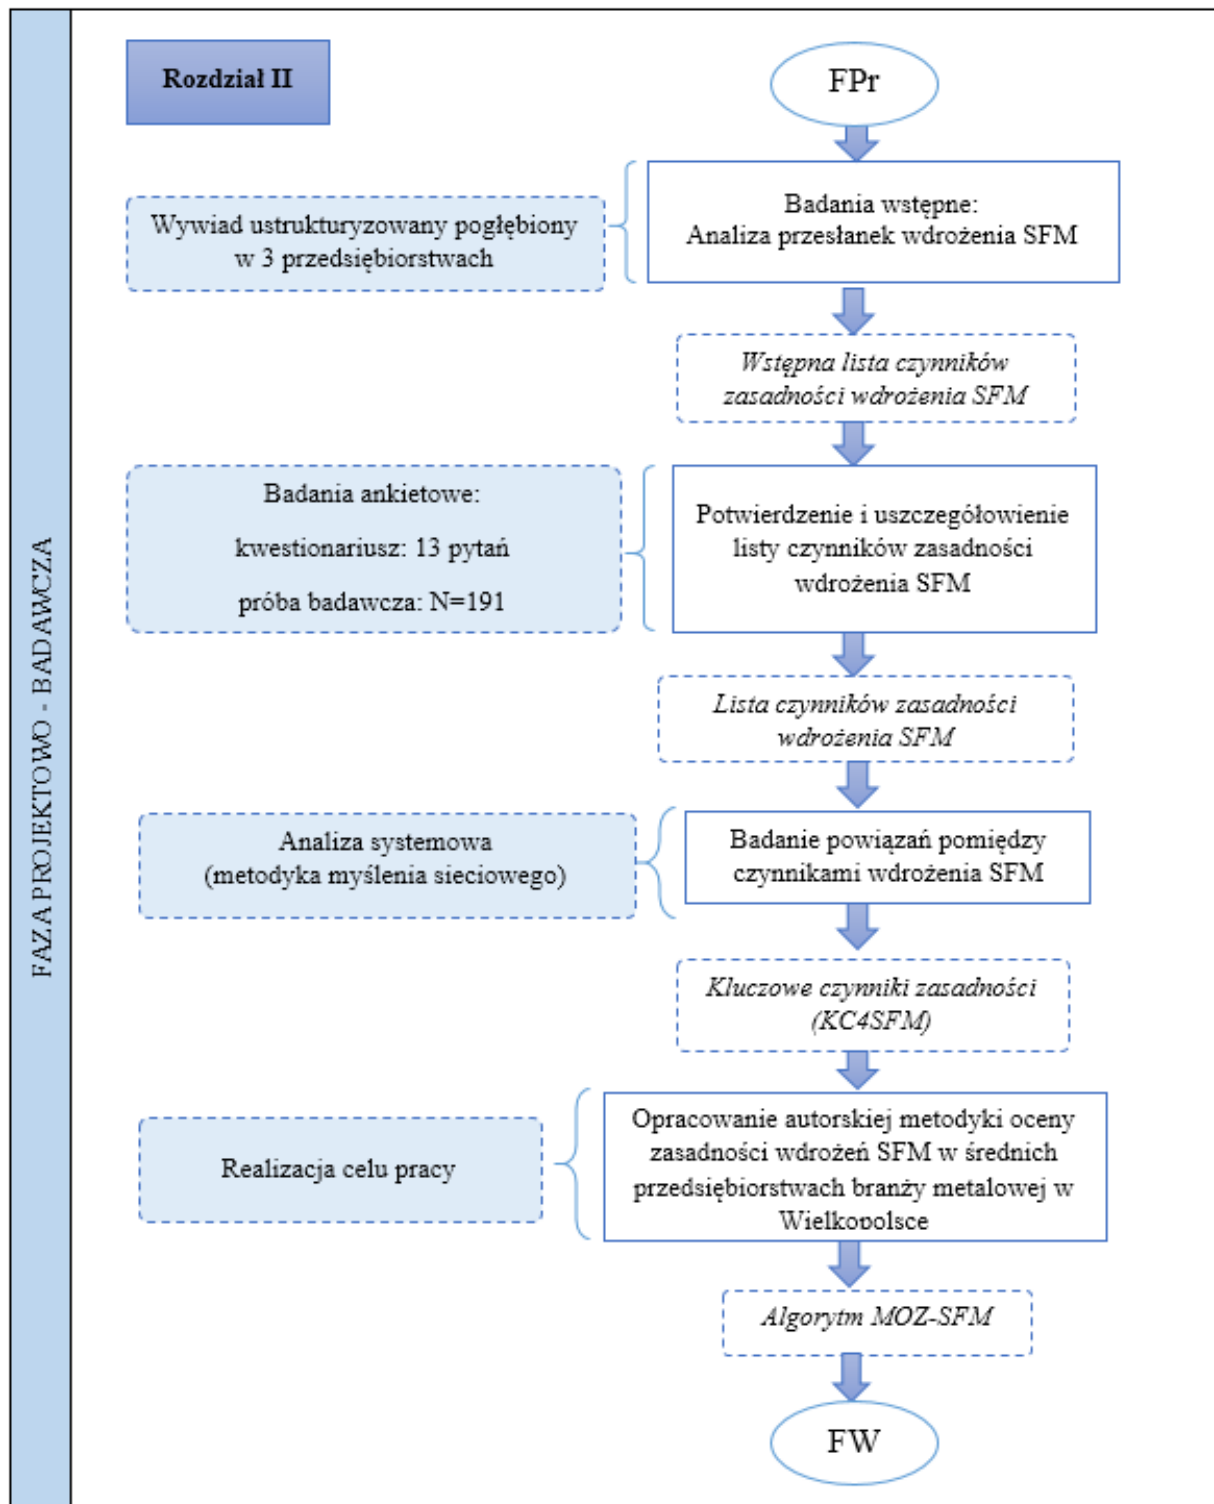 Rozdział II
FPr
Badania wstępne:
Analiza przesłanek wdrożenia SFM
Wywiad ustrukturyzowany pogłębiony
w 3 przedsiębiorstwach
Wstępna lista czynników
zasadności wdrożenia SFM
Badania ankietowe:
kwestionariusz: 13 pytań
próba badawcza: N=191
Potwierdzenie i uszczegółowienie
listy czynników zasadności
wdrożenia SFM
Lista czynników zasadności
wdrożenia SFM
Analiza systemowa
(metodyka myślenia sieciowego)
Badanie powiązań pomiędzy
czynnikami wdrożenia SFM
Kluczowe czynniki zasadności
(KC4SFM)
Realizacja celu pracy
Opracowanie autorskiej metodyki oceny
zasadności wdrożeń SFM w średnich
przedsiębiorstwach branży metalowej w
Wielkopolsce
Algorytm MOZ-SFM
FW
FAZA PROJEKTOWO - BADAWCZA